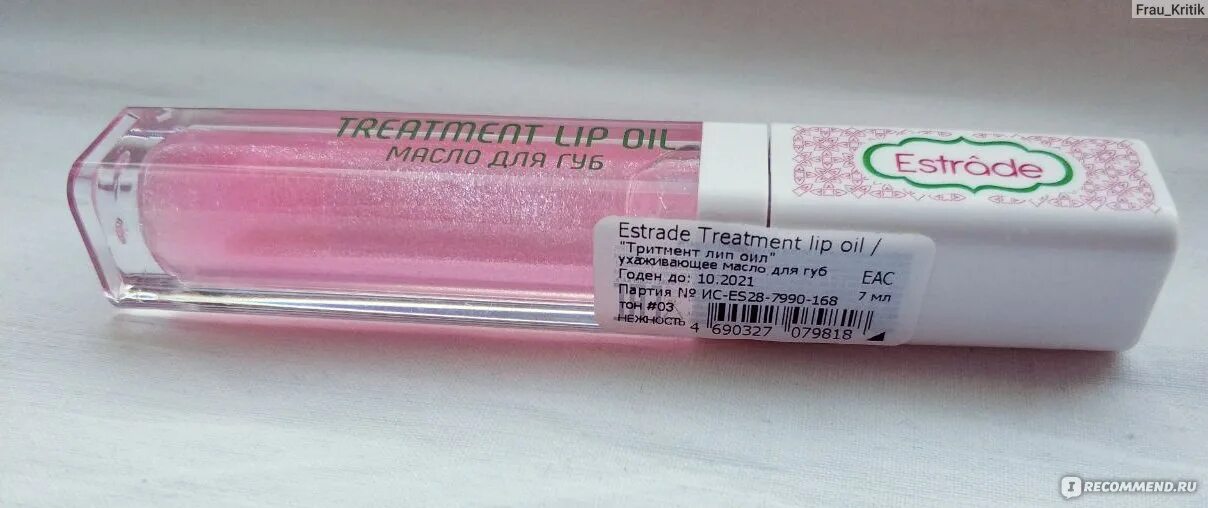 Frau_Kritik
TREATMENT LIP OIL
МАСЛО ДЛЯ ГУБ
Estrâde
Estrade Treatment lip oil /
"Тритмент лип оил"
ухаживающее масло для губ
Годен до: 10.2021
EAC
Партия № ИС-ES28-7990-168
7 мл
тон #03
НЕЖНОСТЬ
4 690327 079818
IRECOMMEND.RU